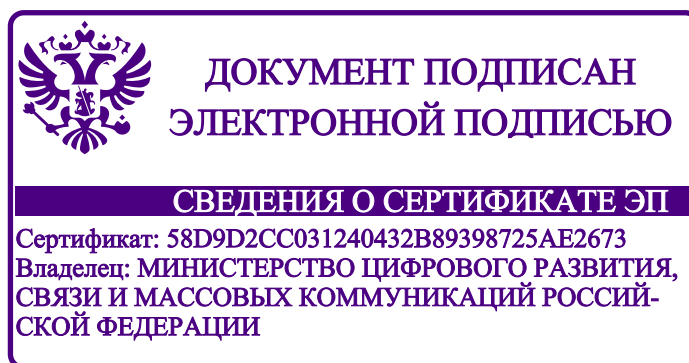 ДОКУМЕНТ ПОДПИСАН
ЭЛЕКТРОННОЙ ПОДПИСЬЮ
СВЕДЕНИЯ О СЕРТИФИКАТЕ ЭП
Сертификат: 58D9D2CC031240432B89398725AE2673
Владелец: МИНИСТЕРСТВО ЦИФРОВОГО РАЗВИТИЯ,
СВЯЗИ И МАССОВЫХ КОММУНИКАЦИЙ РОССИЙ-
СКОЙ ФЕДЕРАЦИИ